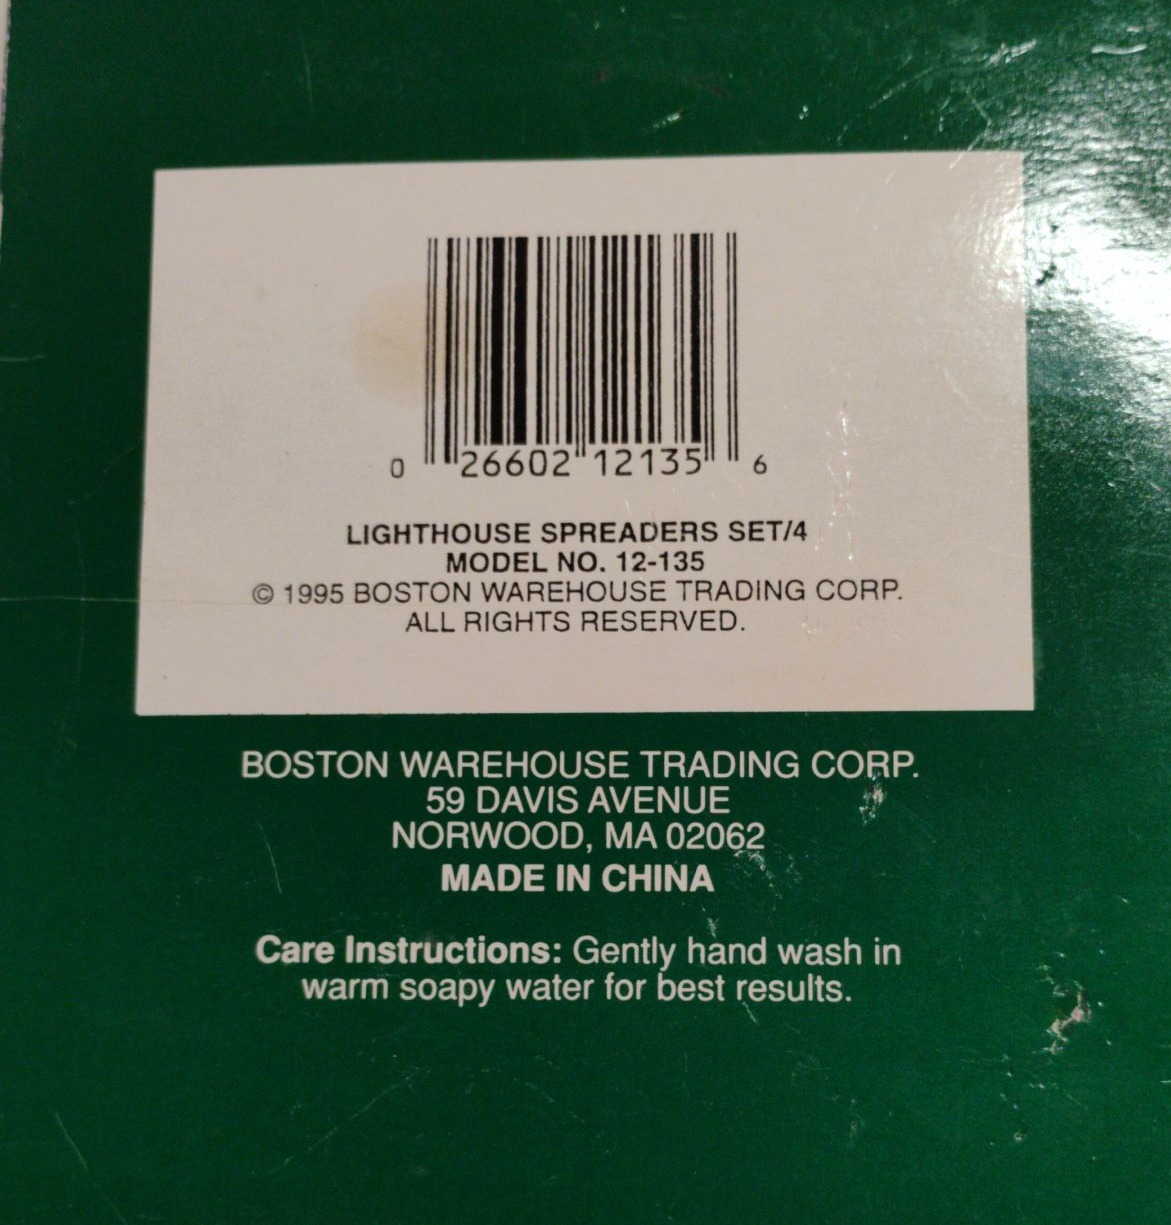 0 26602 12135 6
LIGHTHOUSE SPREADERS SET/4
MODEL NO. 12-135
© 1995 BOSTON WAREHOUSE TRADING CORP.
ALL RIGHTS RESERVED.
BOSTON WAREHOUSE TRADING CORP.
59 DAVIS AVENUE
NORWOOD, MA 02062
MADE IN CHINA
Care Instructions: Gently hand wash in
warm soapy water for best results.